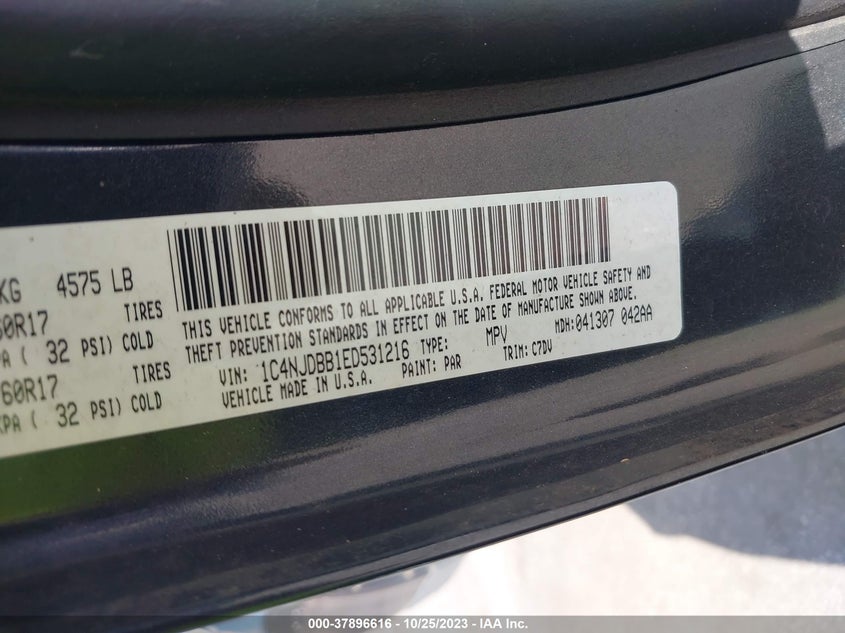 KG 4575 LB
60R17 TIRES
PA ( 32 PSI) COLD
60R17 TIRES
KPA ( 32 PSI) COLD
THIS VEHICLE CONFORMS TO ALL APPLICABLE U.S.A. FEDERAL MOTOR VEHICLE SAFETY AND
THEFT PREVENTION STANDARDS IN EFFECT ON THE DATE OF MANUFACTURE SHOWN ABOVE.
VIN: 1C4NJDBB1ED531216 TYPE: MPV MDH: 041307 042AA
VEHICLE MADE IN U.S.A. PAINT: PAR TRIM: C7DV
000-37896616 - 10/25/2023 - IAA Inc.